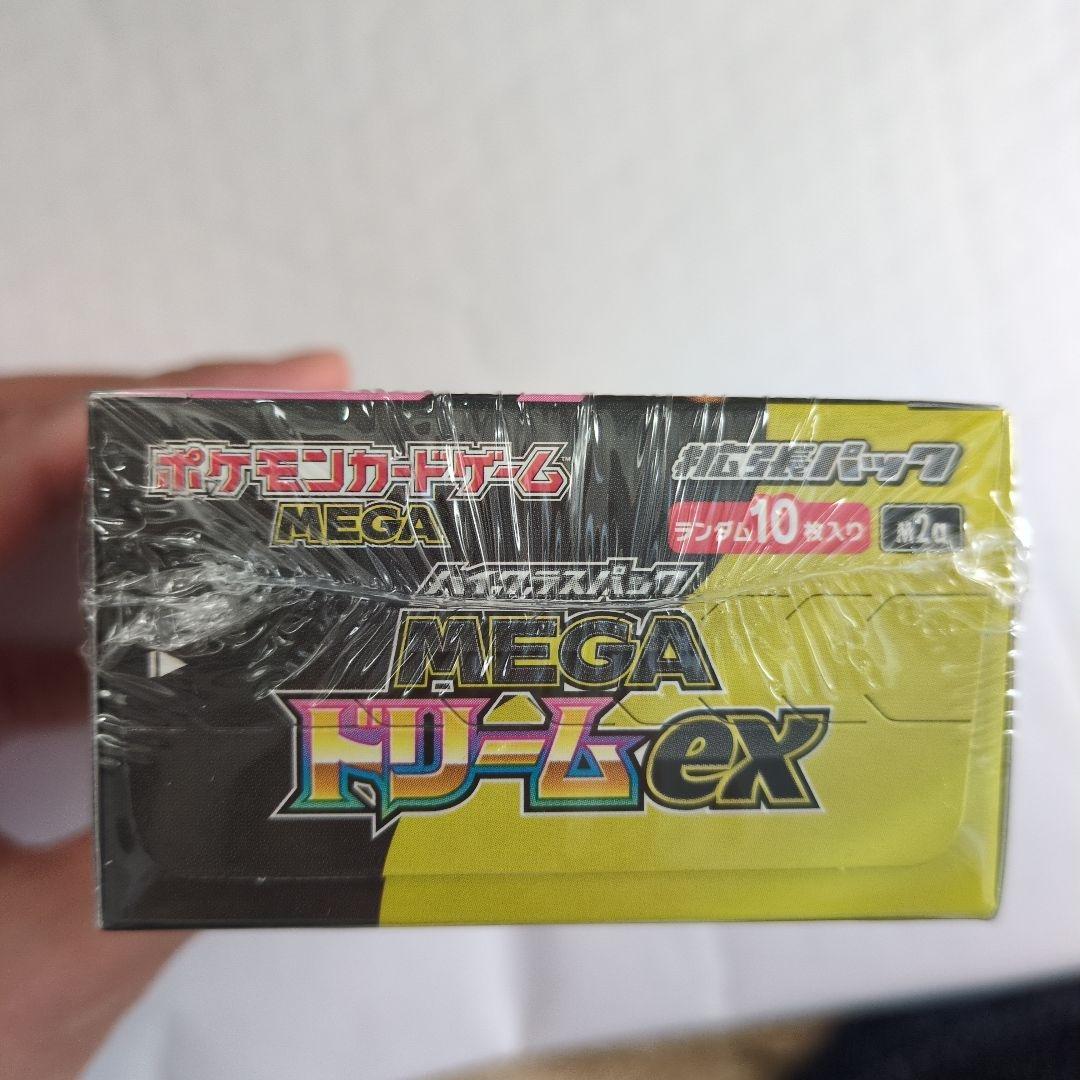 ポケモンカードゲーム™
MEGA
拡張パック
ランダム10枚入り M2a
ハイクラスパック
MEGA
ドリームex